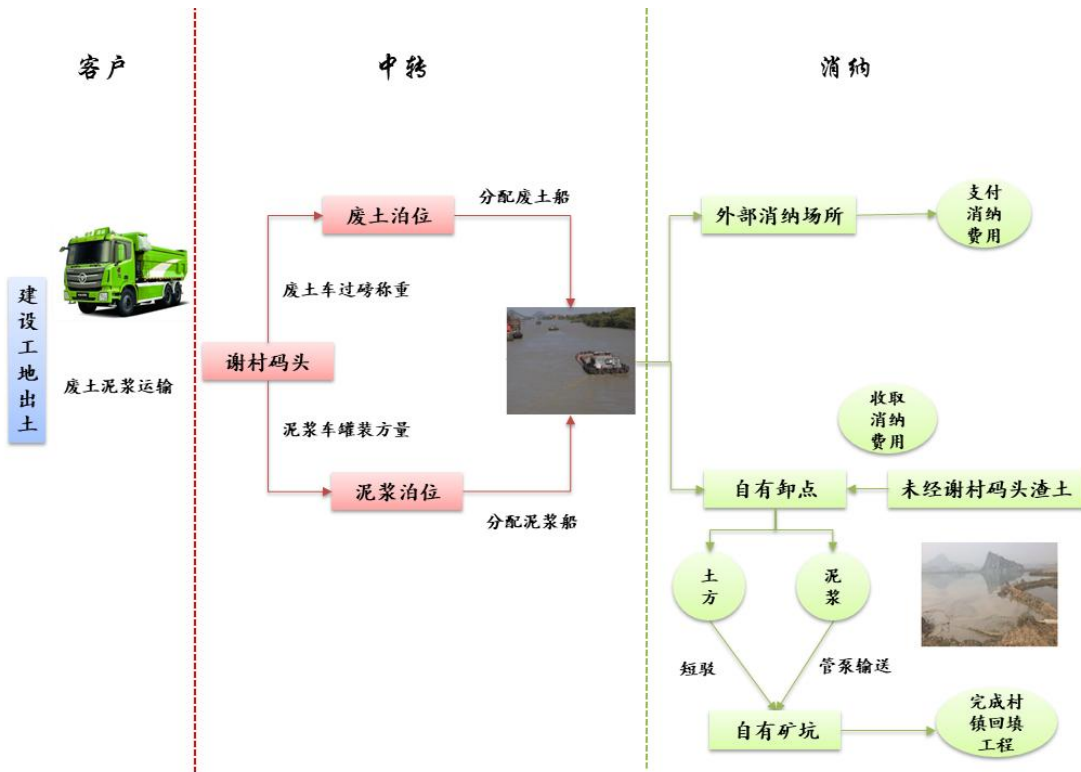 客户
中转
消纳
建设工地出土
废土泥浆运输
谢村码头
废土车过磅称重
泥浆车罐装方量
废土泊位
泥浆泊位
分配废土船
分配泥浆船
外部消纳场所
支付
消纳
费用
收取
消纳
费用
自有卸点
未经谢村码头渣土
土
方
泥
浆
短驳
管泵输送
自有矿坑
完成村
镇回填
工程